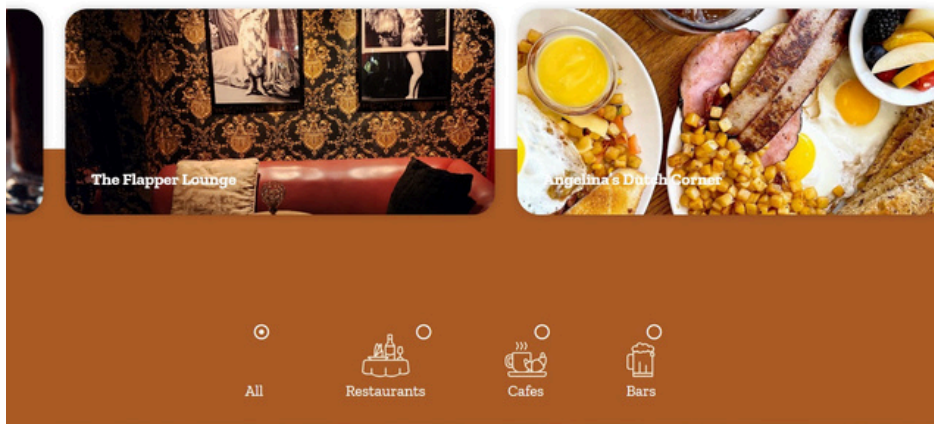 The Flapper Lounge
Angelina's Dutch Corner
All
Restaurants
Cafes
Bars